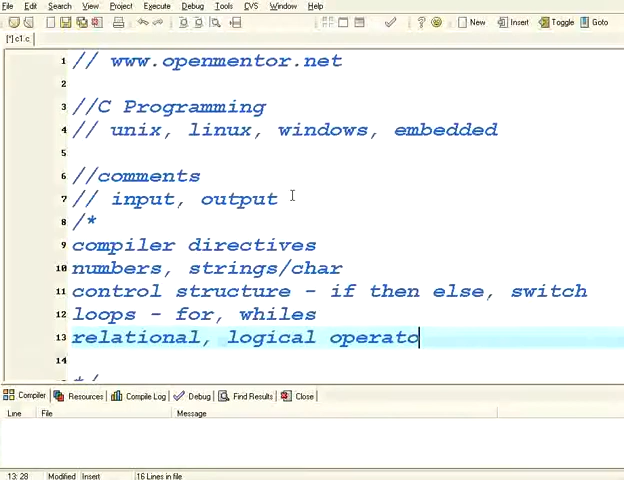 File Edit Search View Project Execute Debug Tools CVS Window Help
New Insert Toggle Goto
[*] c1.c
1 // www.openmentor.net
2
3 //C Programming
4 // unix, linux, windows, embedded
5
6 //comments
7 // input, output
8 /*
9 compiler directives
10 numbers, strings/char
11 control structure - if then else, switch
12 loops - for, whiles
13 relational, logical operato
14
*/
Compiler Resources Compile Log Debug Find Results Close
Line File Message
13: 28 Modified Insert 16 Lines in file